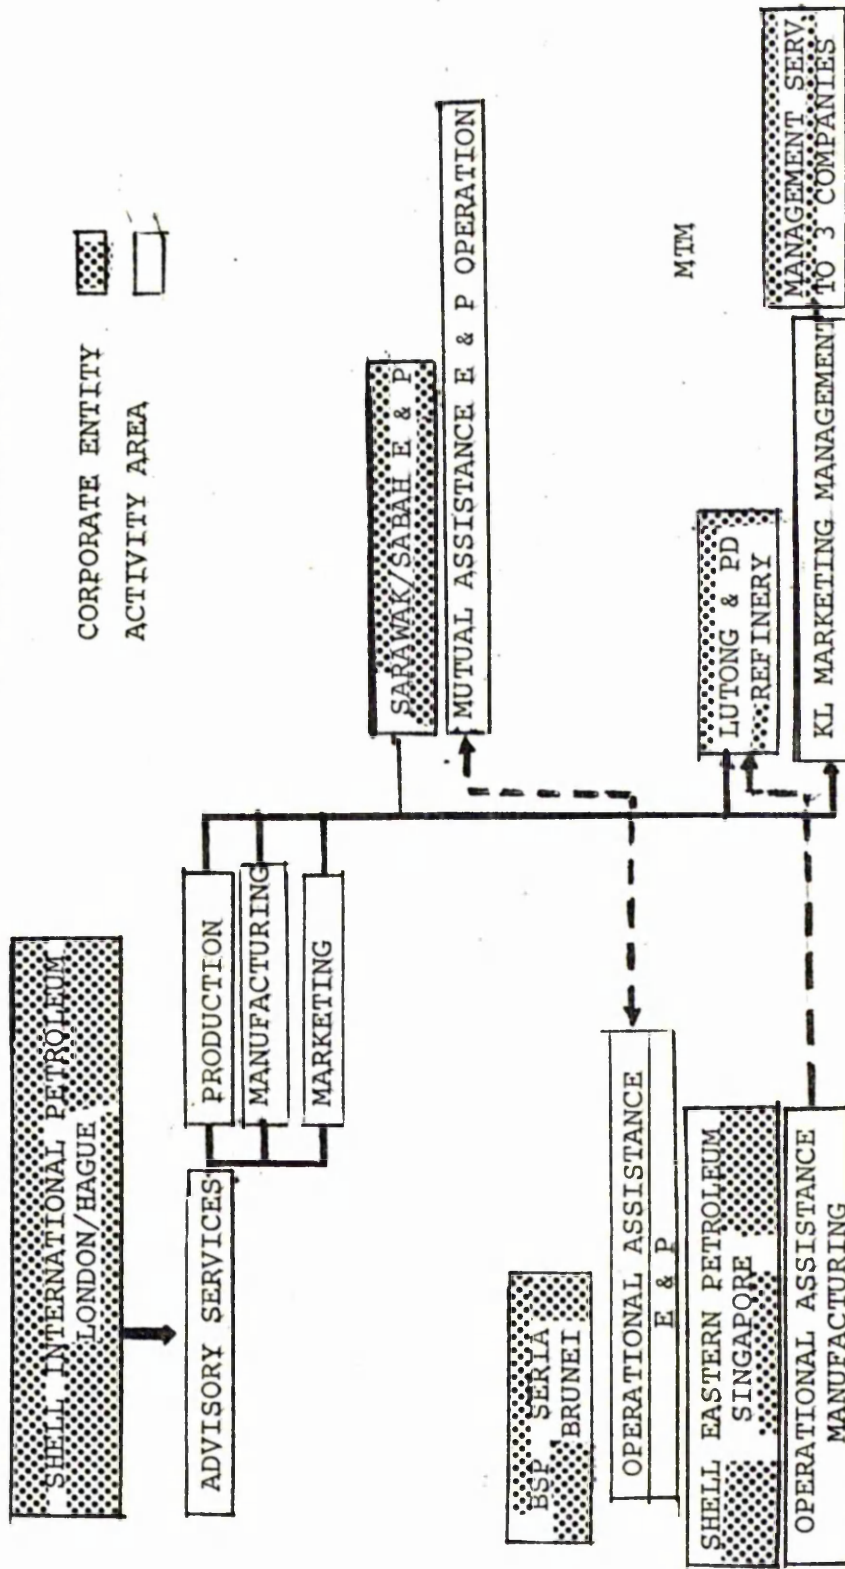 SHELL INTERNATIONAL PETROLEUM
LONDON/HAGUE
ADVISORY SERVICES
PRODUCTION
MANUFACTURING
MARKETING
CORPORATE ENTITY
ACTIVITY AREA
SARAWAK/SABAH E & P
MUTUAL ASSISTANCE E & P OPERATION
BSP SERIA
BRUNEI
OPERATIONAL ASSISTANCE
E & P
SHELL EASTERN PETROLEUM
SINGAPORE
OPERATIONAL ASSISTANCE
MANUFACTURING
LUTONG & PD
REFINERY
KL MARKETING MANAGEMENT
MTM
MANAGEMENT SERV.
TO 3 COMPANIES